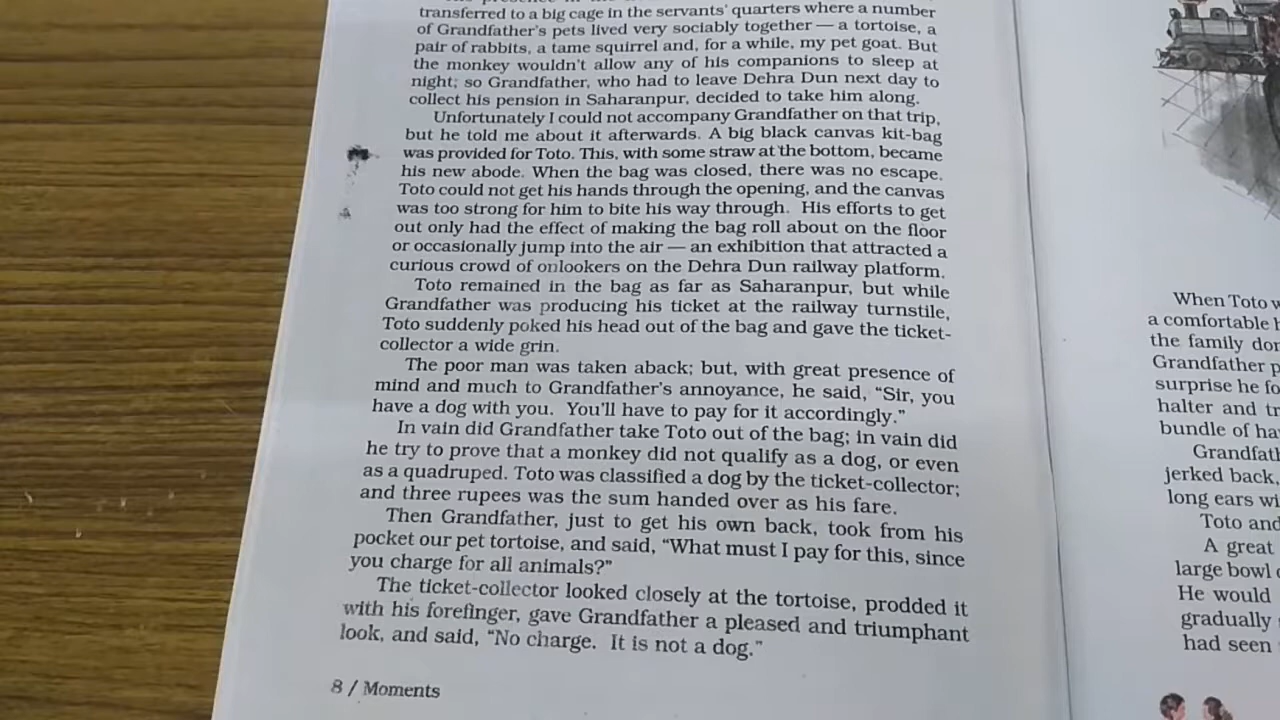 transferred to a big cage in the servants' quarters where a number
of Grandfather's pets lived very sociably together — a tortoise, a
pair of rabbits, a tame squirrel and, for a while, my pet goat. But
the monkey wouldn't allow any of his companions to sleep at
night; so Grandfather, who had to leave Dehra Dun next day to
collect his pension in Saharanpur, decided to take him along.
Unfortunately I could not accompany Grandfather on that trip,
but he told me about it afterwards. A big black canvas kit-bag
was provided for Toto. This, with some straw at the bottom, became
his new abode. When the bag was closed, there was no escape.
Toto could not get his hands through the opening, and the canvas
was too strong for him to bite his way through. His efforts to get
out only had the effect of making the bag roll about on the floor
or occasionally jump into the air — an exhibition that attracted a
curious crowd of onlookers on the Dehra Dun railway platform.
Toto remained in the bag as far as Saharanpur, but while
Grandfather was producing his ticket at the railway turnstile,
Toto suddenly poked his head out of the bag and gave the ticket-
collector a wide grin.
The poor man was taken aback; but, with great presence of
mind and much to Grandfather's annoyance, he said, “Sir, you
have a dog with you. You'll have to pay for it accordingly.”
In vain did Grandfather take Toto out of the bag; in vain did
he try to prove that a monkey did not qualify as a dog, or even
as a quadruped. Toto was classified a dog by the ticket-collector;
and three rupees was the sum handed over as his fare.
Then Grandfather, just to get his own back, took from his
pocket our pet tortoise, and said, “What must I pay for this, since
you charge for all animals?”
The ticket-collector looked closely at the tortoise, prodded it
with his forefinger, gave Grandfather a pleased and triumphant
look, and said, “No charge. It is not a dog.”
8 / Moments
When Toto
a comfortable
the family
Grandfather
surprise he
halter and
bundle of
jerked back,
long ears
Toto and
A great
large bowl
He would
gradually
had seen